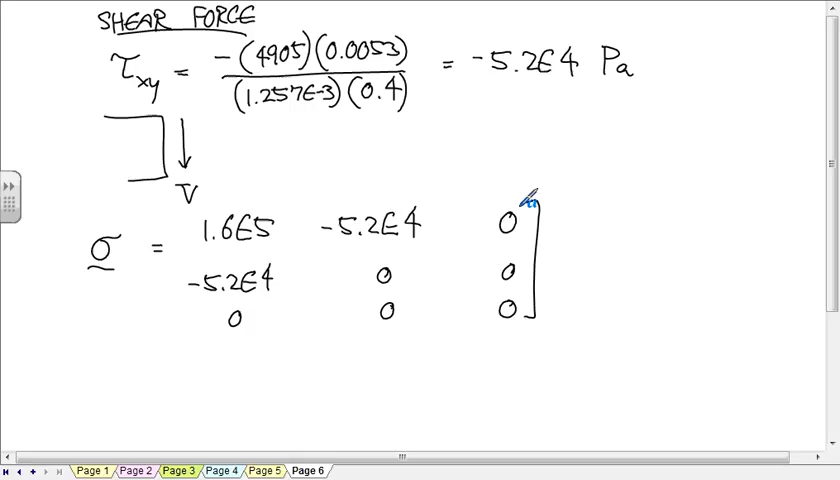 SHEAR FORCE
τxy = -(4905)(0.0053) / (1.257E-3)(0.4) = -5.2E4 Pa
V
σ = 1.6E5 -5.2E4 0
-5.2E4 0 0
0 0 0
Page 1 Page 2 Page 3 Page 4 Page 5 Page 6